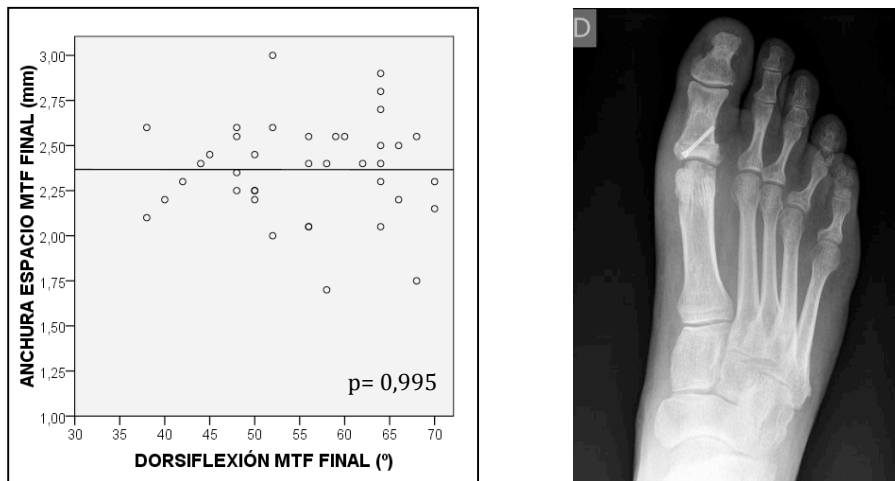 ANCHURA ESPACIO MTF FINAL (mm)
3,00
2,75
2,50
2,25
2,00
1,75
1,50
1,25
1,00
p= 0,995
30 35 40 45 50 55 60 65 70
DORSIFLEXIÓN MTF FINAL (º)
D